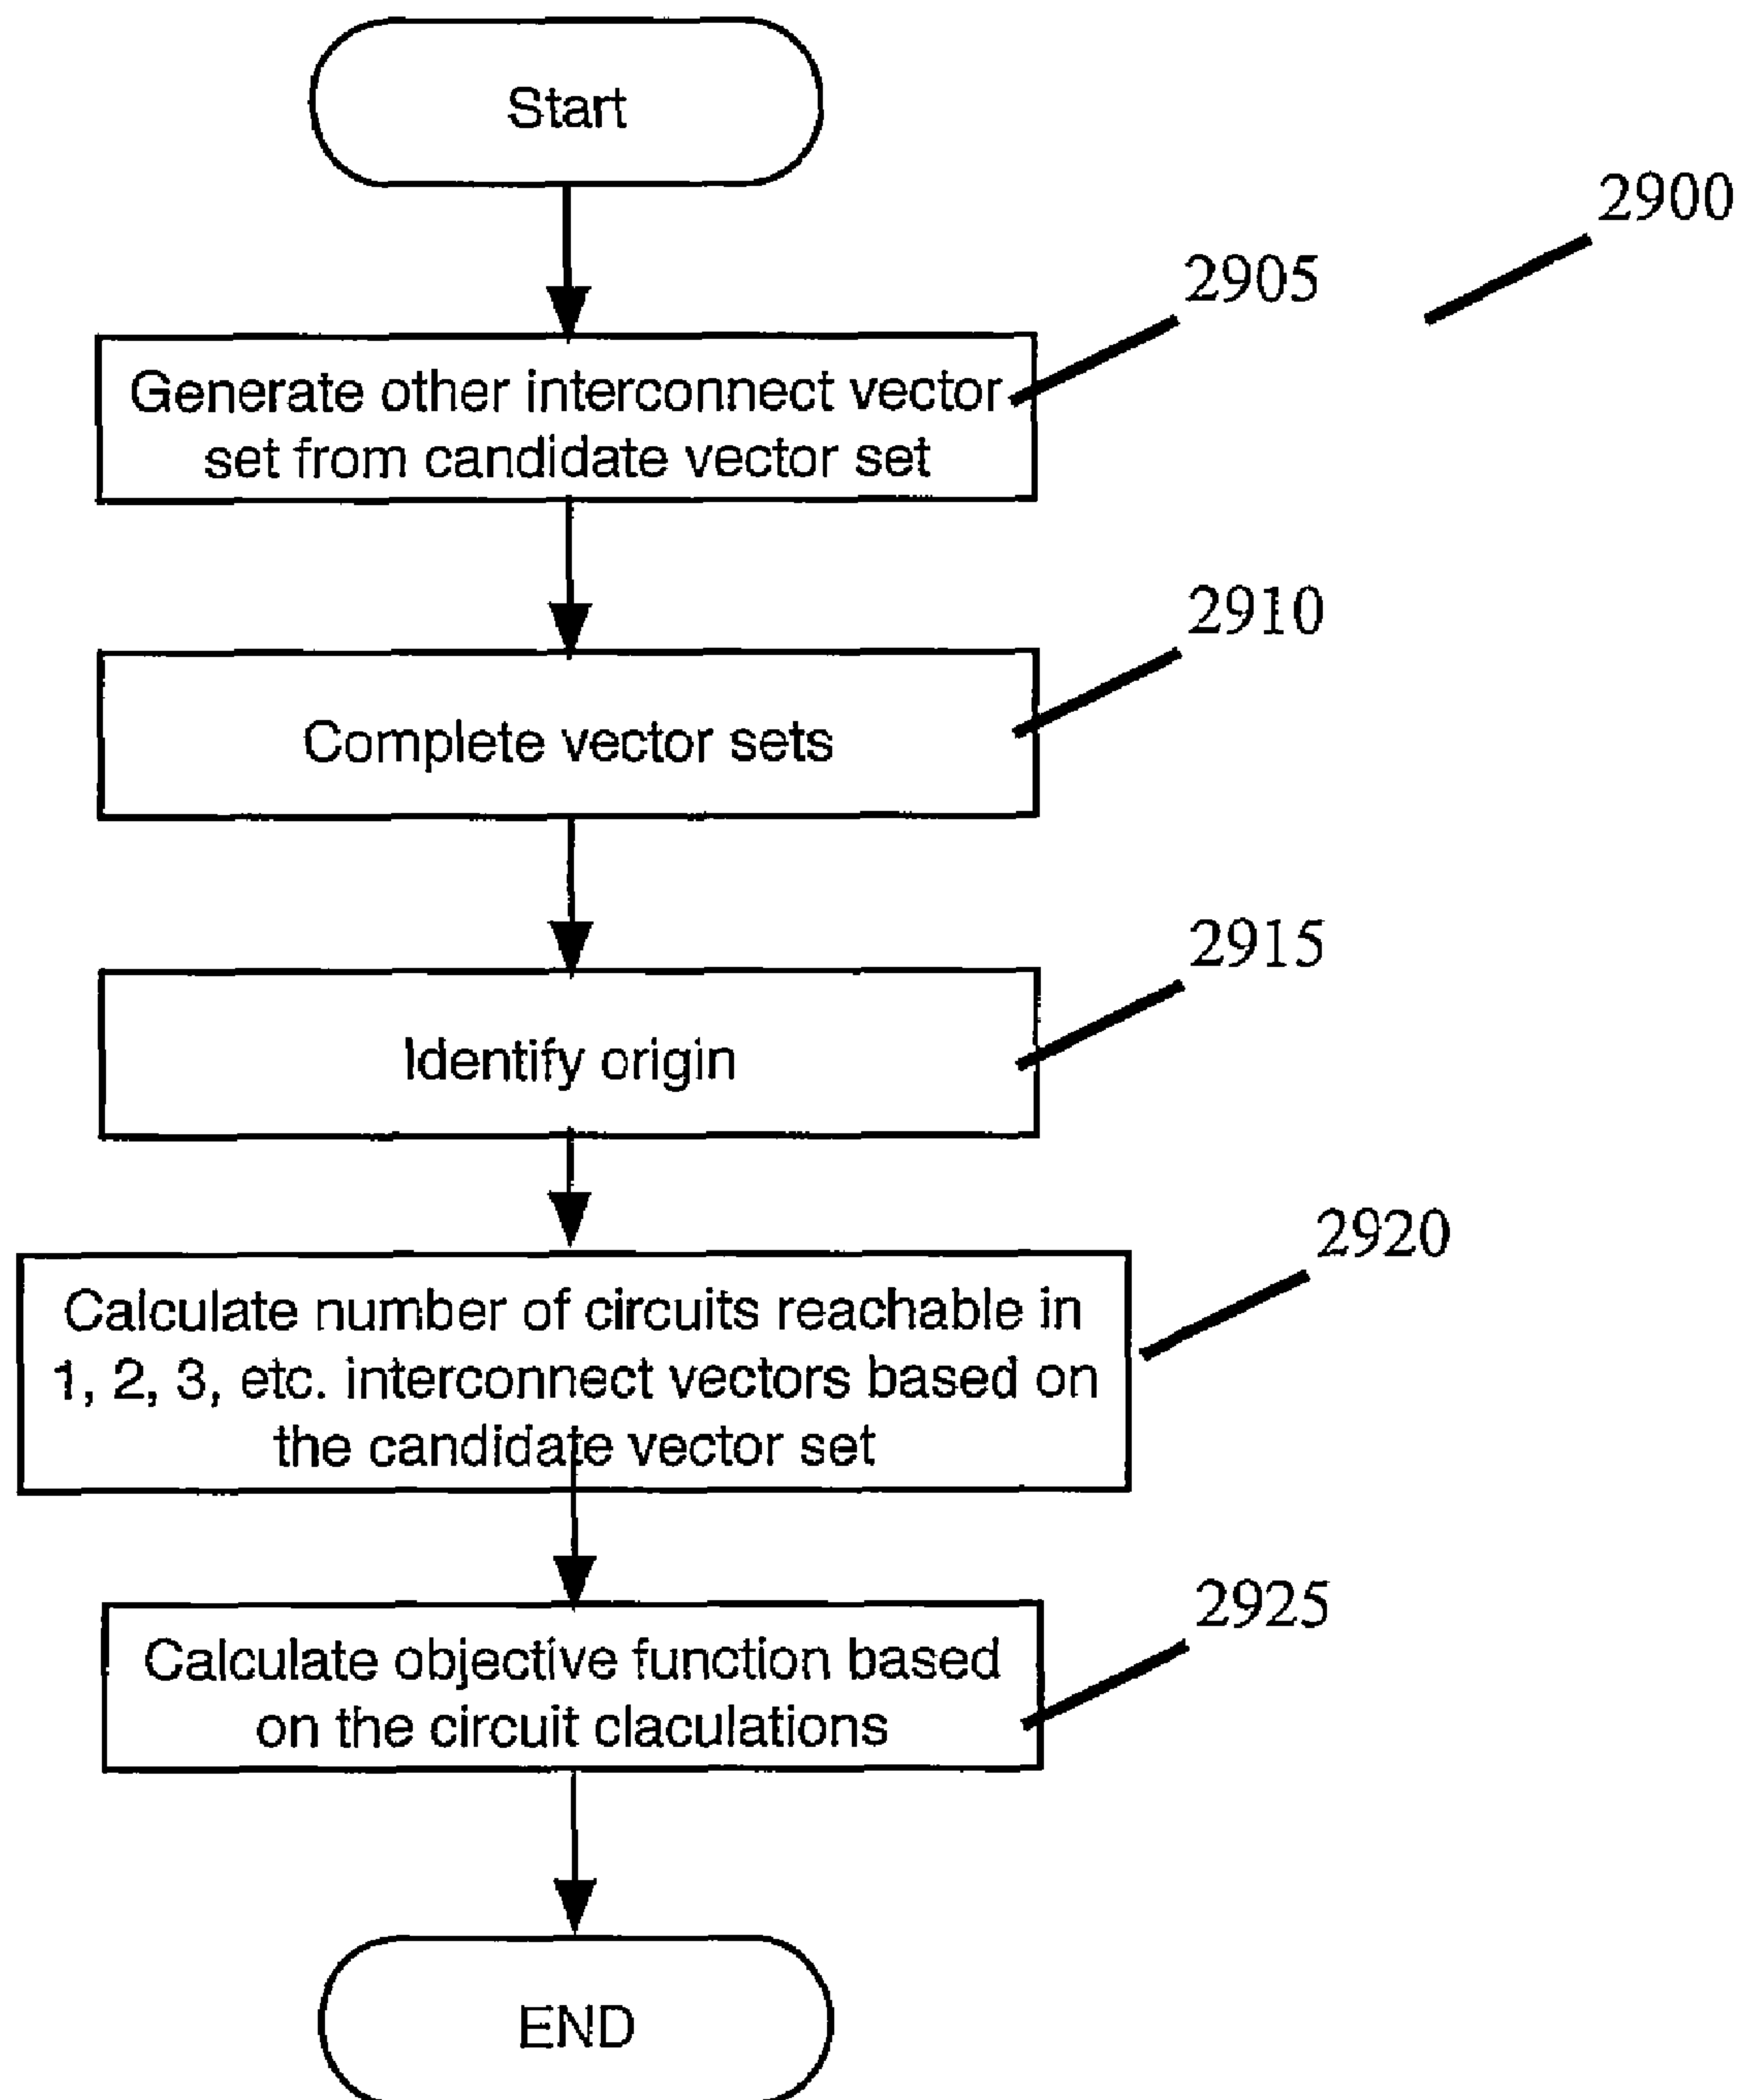 Start
2900
2905
Generate other interconnect vector
set from candidate vector set
2910
Complete vector sets
2915
Identify origin
2920
Calculate number of circuits reachable in
1, 2, 3, etc. interconnect vectors based on
the candidate vector set
2925
Calculate objective function based
on the circuit claculations
END